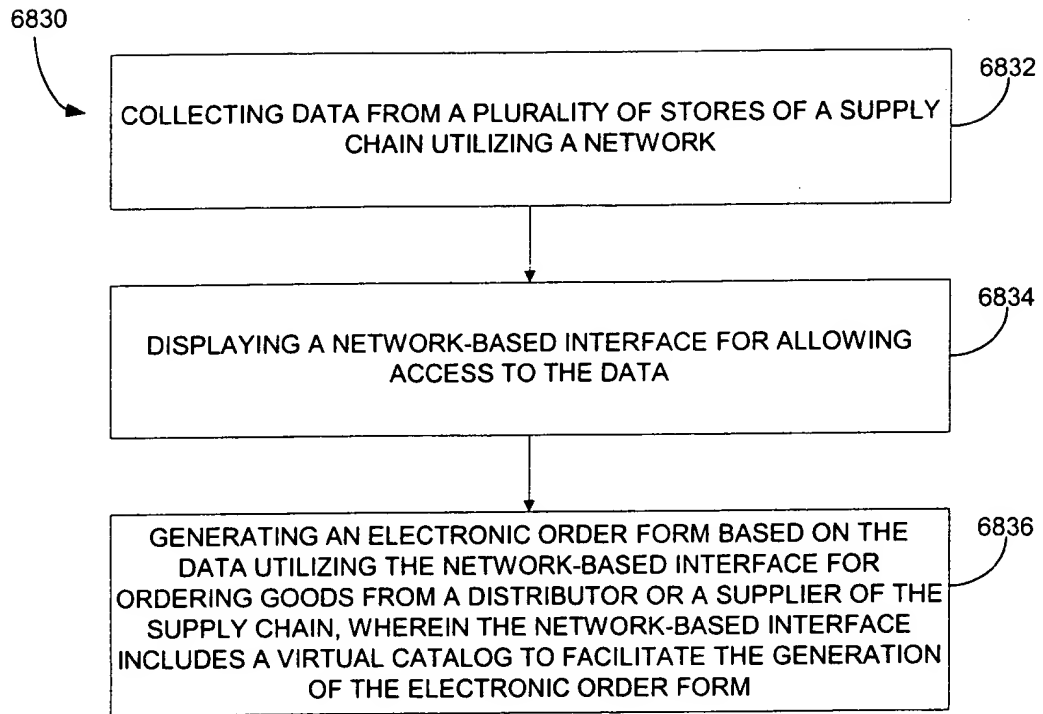 6830
6832
COLLECTING DATA FROM A PLURALITY OF STORES OF A SUPPLY
CHAIN UTILIZING A NETWORK
6834
DISPLAYING A NETWORK-BASED INTERFACE FOR ALLOWING
ACCESS TO THE DATA
6836
GENERATING AN ELECTRONIC ORDER FORM BASED ON THE
DATA UTILIZING THE NETWORK-BASED INTERFACE FOR
ORDERING GOODS FROM A DISTRIBUTOR OR A SUPPLIER OF THE
SUPPLY CHAIN, WHEREIN THE NETWORK-BASED INTERFACE
INCLUDES A VIRTUAL CATALOG TO FACILITATE THE GENERATION
OF THE ELECTRONIC ORDER FORM